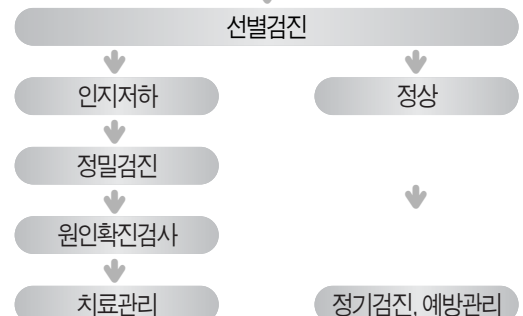 선별검진
인지저하
정상
정밀검진
원인확진검사
치료관리
정기검진, 예방관리